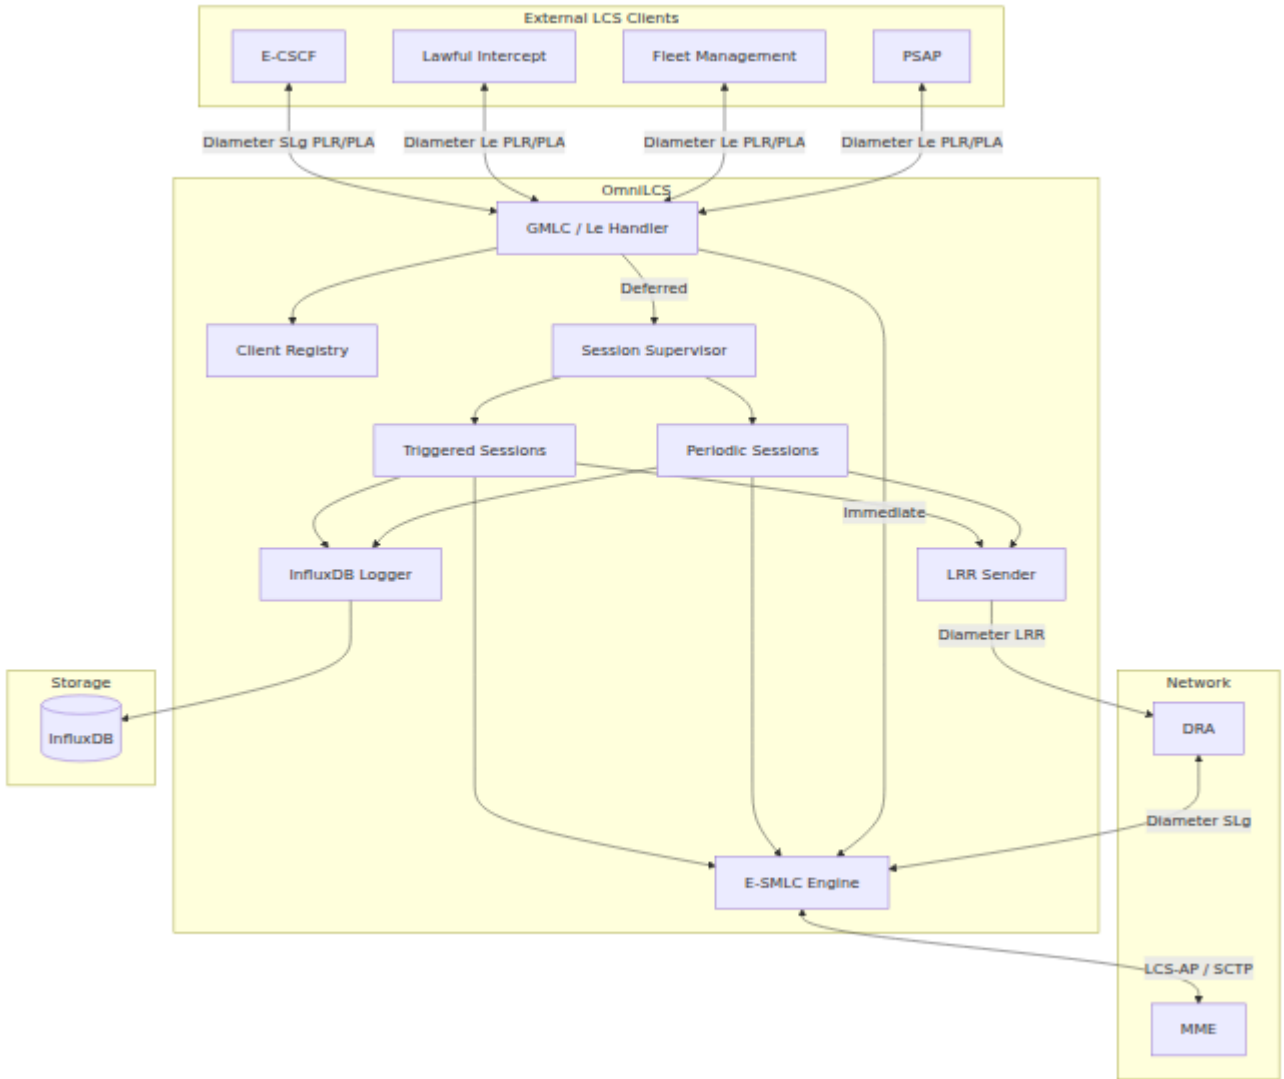 External LCS Clients
E-CSCF
Lawful Intercept
Fleet Management
PSAP
Diameter SLg PLR/PLA
Diameter Le PLR/PLA
Diameter Le PLR/PLA
Diameter Le PLR/PLA
OmniLCS
GMLC / Le Handler
Deferred
Client Registry
Session Supervisor
Triggered Sessions
Periodic Sessions
Immediate
InfluxDB Logger
LRR Sender
Diameter LRR
Storage
InfluxDB
Network
DRA
Diameter SLg
E-SMLC Engine
LCS-AP / SCTP
MME